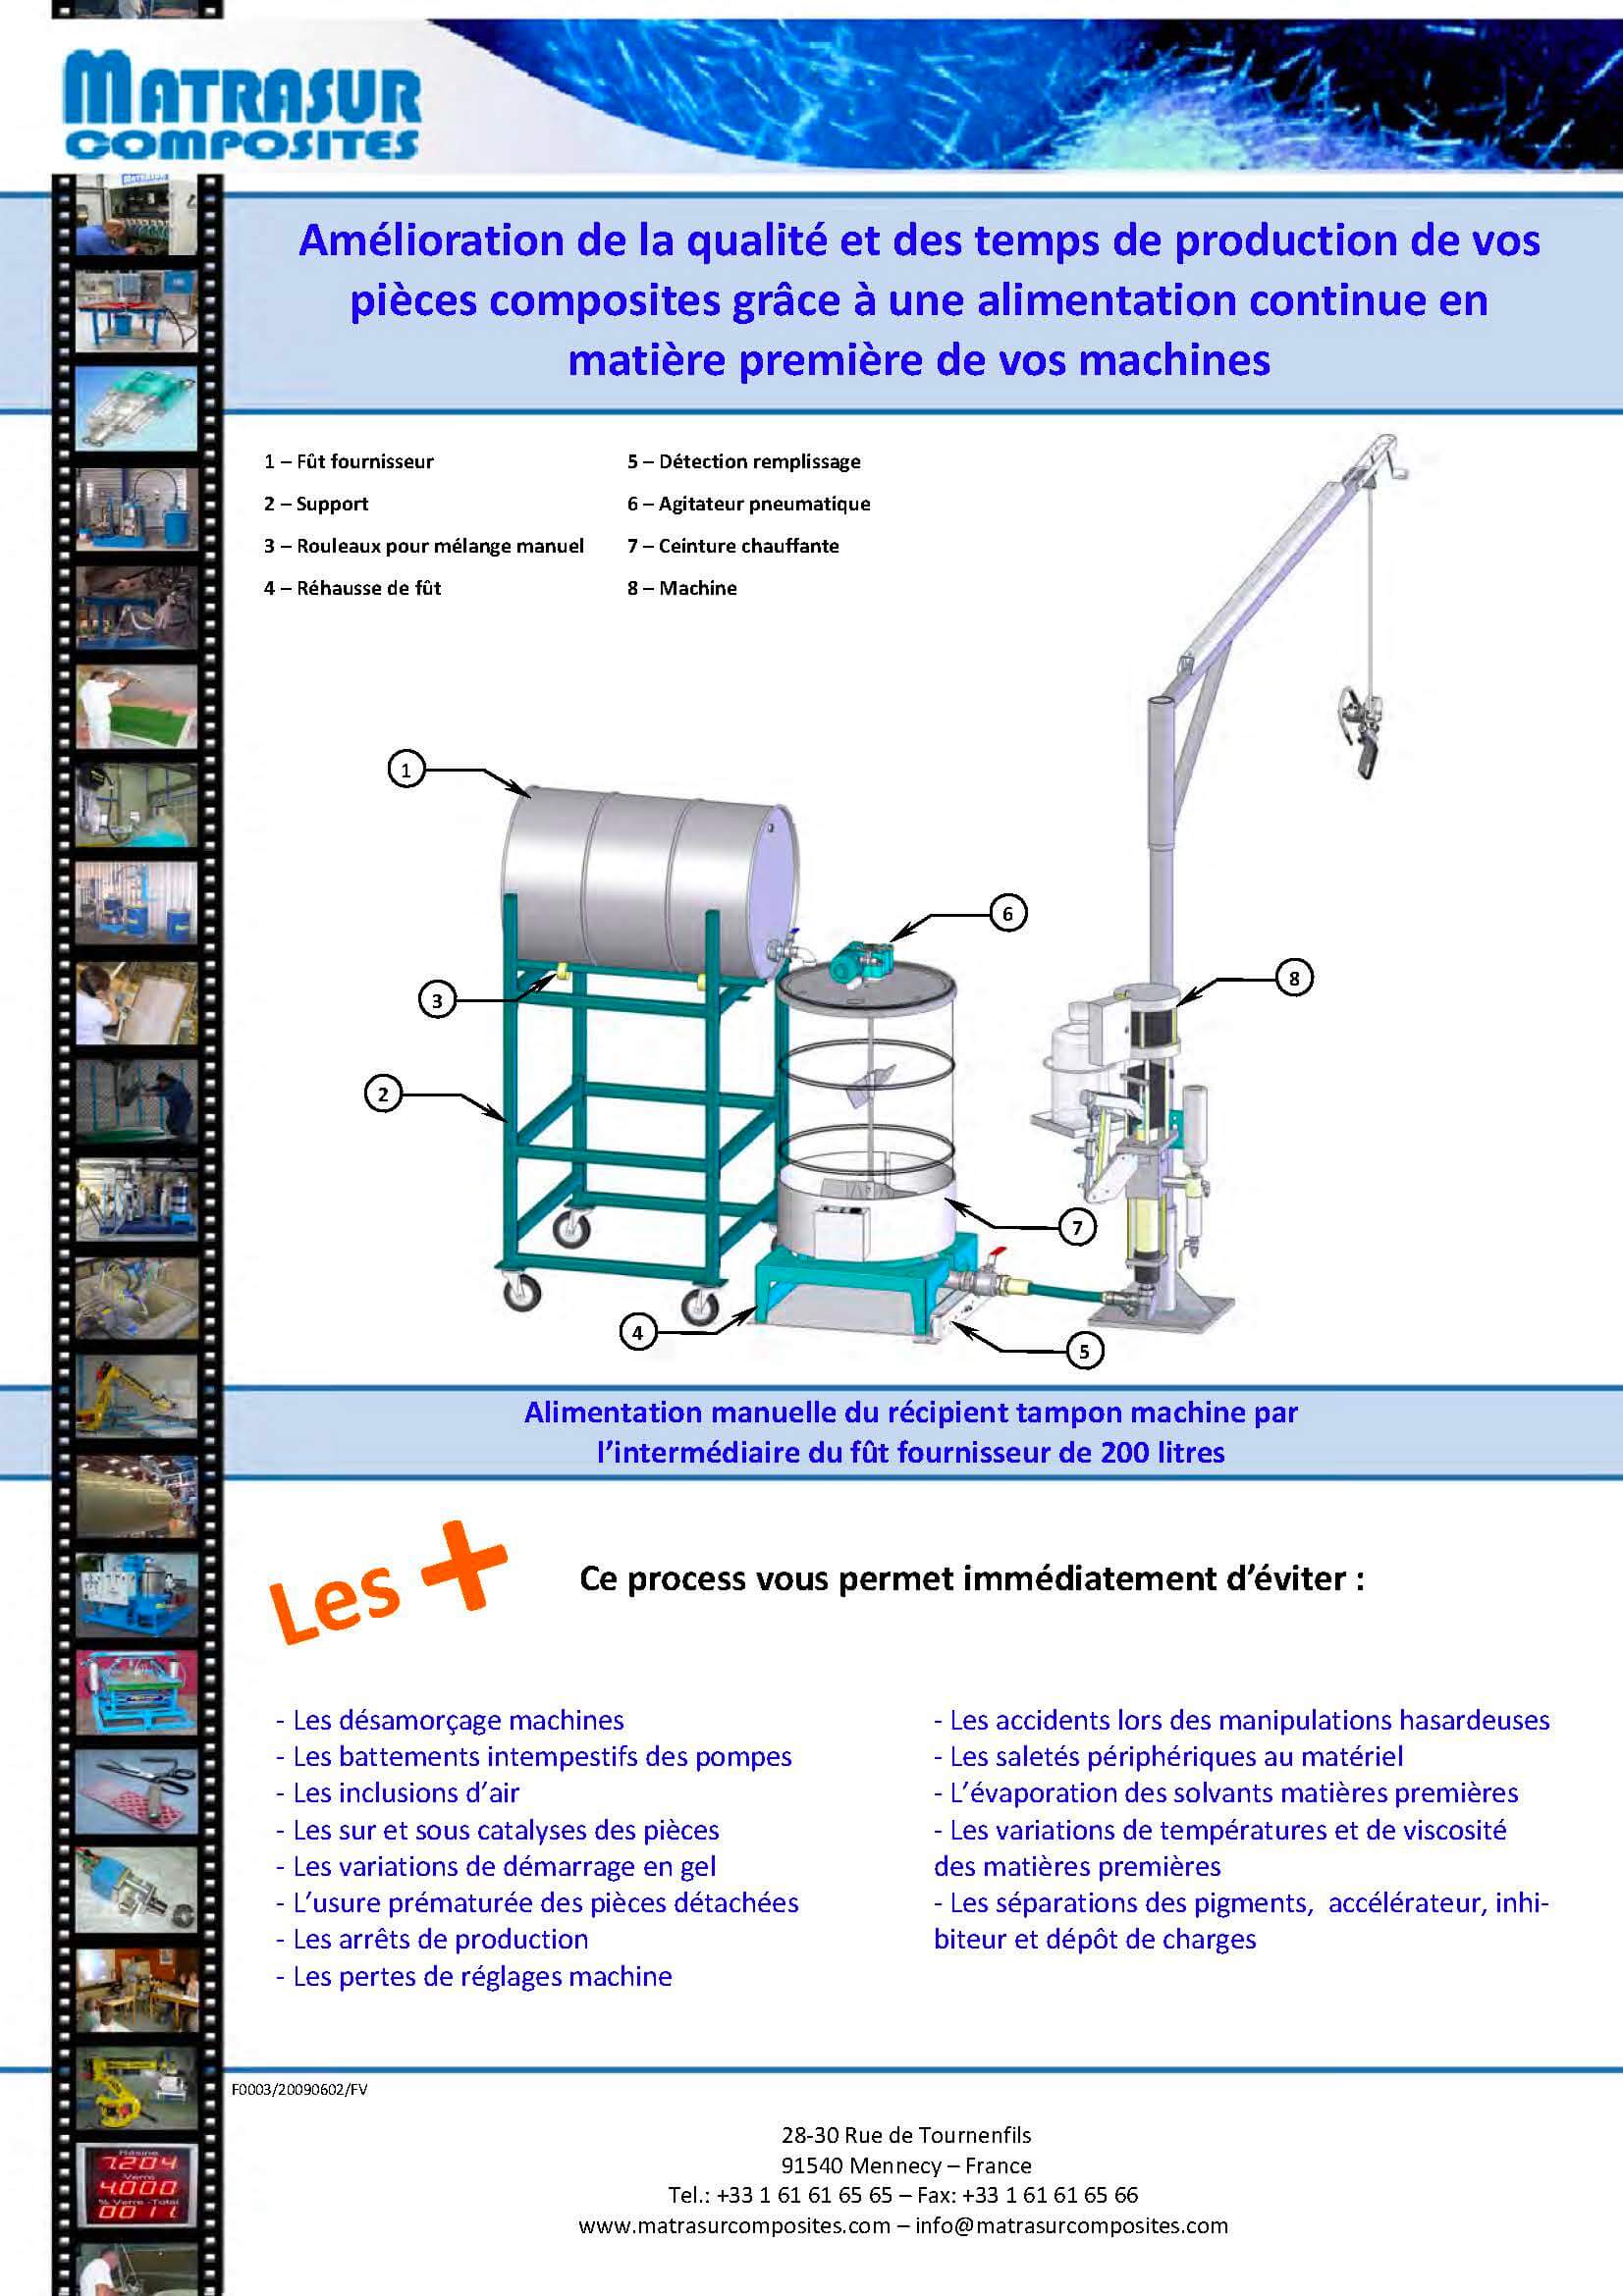 MATRASUR
COMPOSITES
Amélioration de la qualité et des temps de production de vos
pièces composites grâce à une alimentation continue en
matière première de vos machines
1 – Fût fournisseur
2 – Support
3 – Rouleaux pour mélange manuel
4 – Réhausse de fût
5 – Détection remplissage
6 – Agitateur pneumatique
7 – Ceinture chauffante
8 – Machine
1
6
3
8
2
7
4
5
Alimentation manuelle du récipient tampon machine par
l’intermédiaire du fût fournisseur de 200 litres
Les +
Ce process vous permet immédiatement d’éviter :
- Les désamorçage machines
- Les battements intempestifs des pompes
- Les inclusions d’air
- Les sur et sous catalyses des pièces
- Les variations de démarrage en gel
- L’usure prématurée des pièces détachées
- Les arrêts de production
- Les pertes de réglages machine
- Les accidents lors des manipulations hasardeuses
- Les saletés périphériques au matériel
- L’évaporation des solvants matières premières
- Les variations de températures et de viscosité
des matières premières
- Les séparations des pigments, accélérateur, inhi-
biteur et dépôt de charges
F0003/20090602/FV
Résine
7.204
Verre
4.000
% Verre -Total
28-30 Rue de Tournenfils
91540 Mennecy – France
Tel.: +33 1 61 61 65 65 – Fax: +33 1 61 61 65 66
www.matrasurcomposites.com – info@matrasurcomposites.com